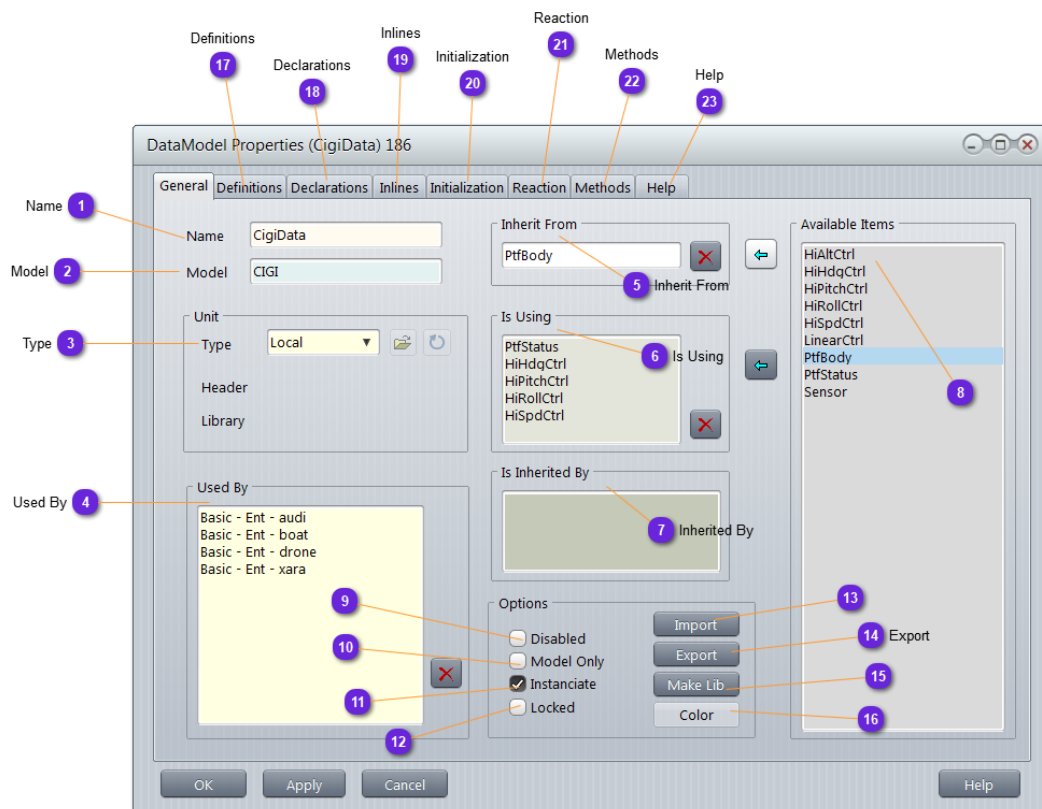 Reaction
21
Definitions
17
Inlines
19
Initialization
20
Methods
22
Declarations
18
Help
23
DataModel Properties (CigiData) 186
General
Definitions
Declarations
Inlines
Initialization
Reaction
Methods
Help
Name 1
Name
CigiData
Model 2
Model
CIGI
Type 3
Unit
Type
Local
Header
Library
Used By 4
Used By
Basic - Ent - audi
Basic - Ent - boat
Basic - Ent - drone
Basic - Ent - xara
Inherit From
PtfBody
5 Inherit From
Is Using
PtfStatus
HiHdgCtrl
HiPitchCtrl
HiRollCtrl
HiSpdCtrl
6 Is Using
Is Inherited By
7 Inherited By
Available Items
HiAltCtrl
HiHdgCtrl
HiPitchCtrl
HiRollCtrl
HiSpdCtrl
LinearCtrl
PtfBody
PtfStatus
Sensor
8
Options
9
Disabled
10
Model Only
11
Instanciate
12
Locked
Import
13
Export
14 Export
Make Lib
15
Color
16
OK
Apply
Cancel
Help